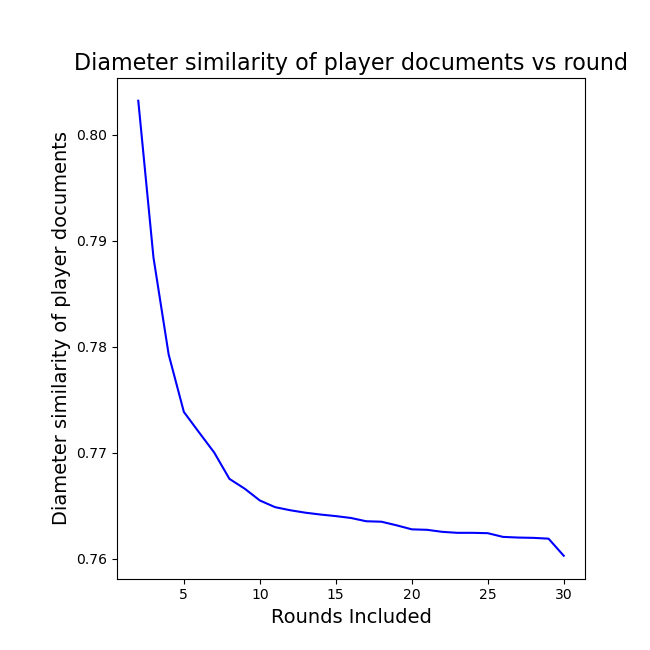 Diameter similarity of player documents vs round
Diameter similarity of player documents
0.80
0.79
0.78
0.77
0.76
5 10 15 20 25 30
Rounds Included